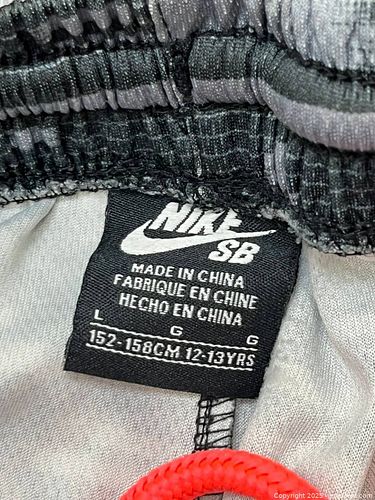 NIKE
SB
MADE IN CHINA
FABRIQUE EN CHINE
HECHO EN CHINA
L G G
152-158CM 12-13YRS